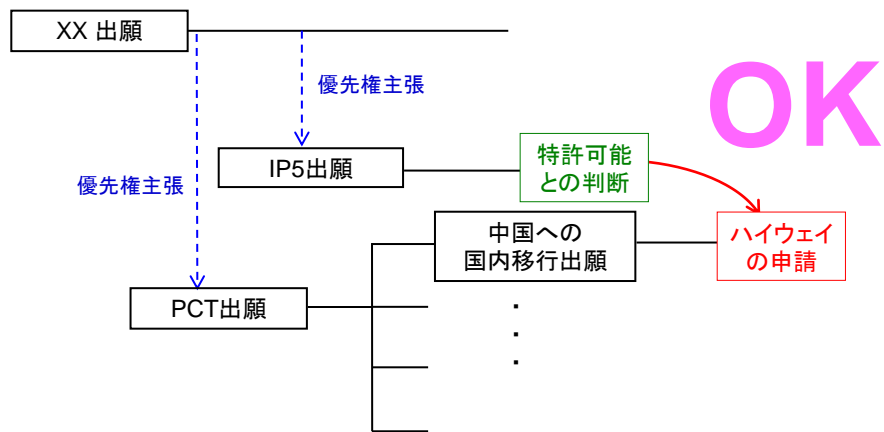 XX 出願
OK
優先権主張
IP5出願
特許可能
との判断
優先権主張
中国への
国内移行出願
ハイウェイ
の申請
PCT出願
・
・
・